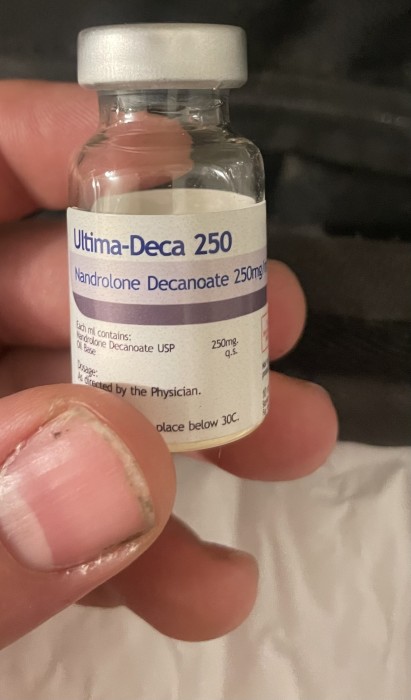 Ultima-Deca 250
Nandrolone Decanoate 250mg/
Each ml contains:
Nandrolone Decanoate USP 250mg.
Oil Base q.s.
Dosage:
As directed by the Physician.
place below 30C.